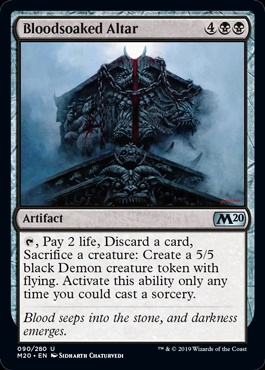 Bloodsoaked Altar 4
M20
Artifact
, Pay 2 life, Discard a card,
Sacrifice a creature: Create a 5/5
black Demon creature token with
flying. Activate this ability only any
time you could cast a sorcery.
Blood seeps into the stone, and darkness
emerges.
090/280 U
M20 • EN SIDHARTH CHATURVEDI
™ & © 2019 Wizards of the Coast